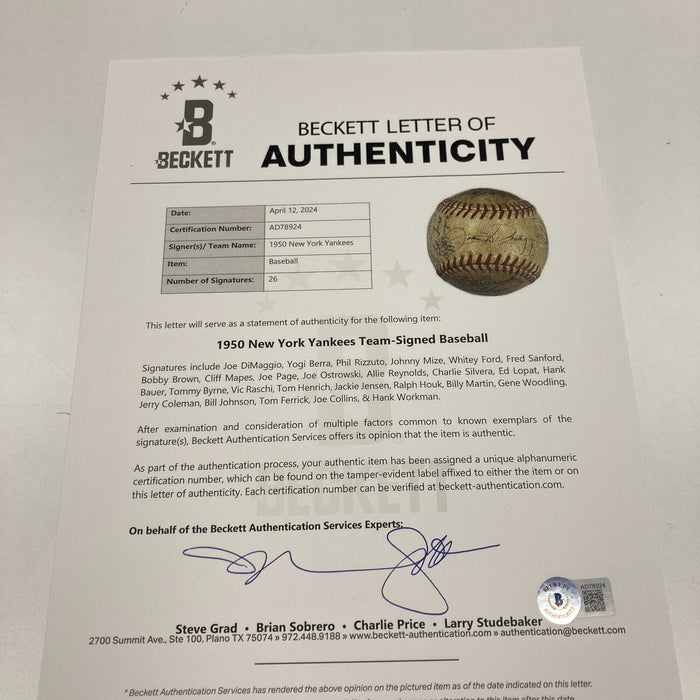 B
BECKETT
BECKETT LETTER OF
AUTHENTICITY
Date: April 12, 2024
Certification Number: AD78924
Signer(s)/ Team Name: 1950 New York Yankees
Item: Baseball
Number of Signatures: 26
This letter will serve as a statement of authenticity for the following item:
1950 New York Yankees Team-Signed Baseball
Signatures include Joe DiMaggio, Yogi Berra, Phil Rizzuto, Johnny Mize, Whitey Ford, Fred Sanford,
Bobby Brown, Cliff Mapes, Joe Page, Joe Ostrowski, Allie Reynolds, Charlie Silvera, Ed Lopat, Hank
Bauer, Tommy Byrne, Vic Raschi, Tom Henrich, Jackie Jensen, Ralph Houk, Billy Martin, Gene Woodling,
Jerry Coleman, Bill Johnson, Tom Ferrick, Joe Collins, & Hank Workman.
After examination and consideration of multiple factors common to known exemplars of the
signature(s), Beckett Authentication Services offers its opinion that the item is authentic.
As part of the authentication process, your authentic item has been assigned a unique alphanumeric
certification number, which can be found on the tamper-evident label affixed to either the item or on
this letter of authenticity. Each certification number can be verified at beckett-authentication.com.
BECKETT
On behalf of the Beckett Authentication Services Experts:
BECKETT
B
AUTHENTICATED
AD78924
Steve Grad • Brian Sobrero • Charlie Price • Larry Studebaker
2700 Summit Ave., Ste 100, Plano TX 75074 » 972.448.9188 » www.beckett-authentication.com » authentication@beckett.com
*Beckett Authentication Services has rendered the above opinion on the pictured item as of the date indicated on this letter.